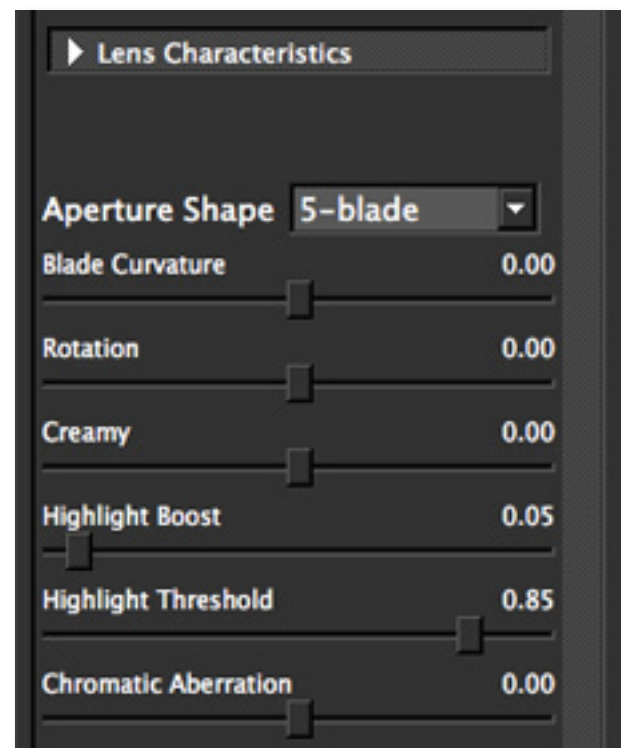 Lens Characteristics
Aperture Shape 5-blade
Blade Curvature 0.00
Rotation 0.00
Creamy 0.00
Highlight Boost 0.05
Highlight Threshold 0.85
Chromatic Aberration 0.00